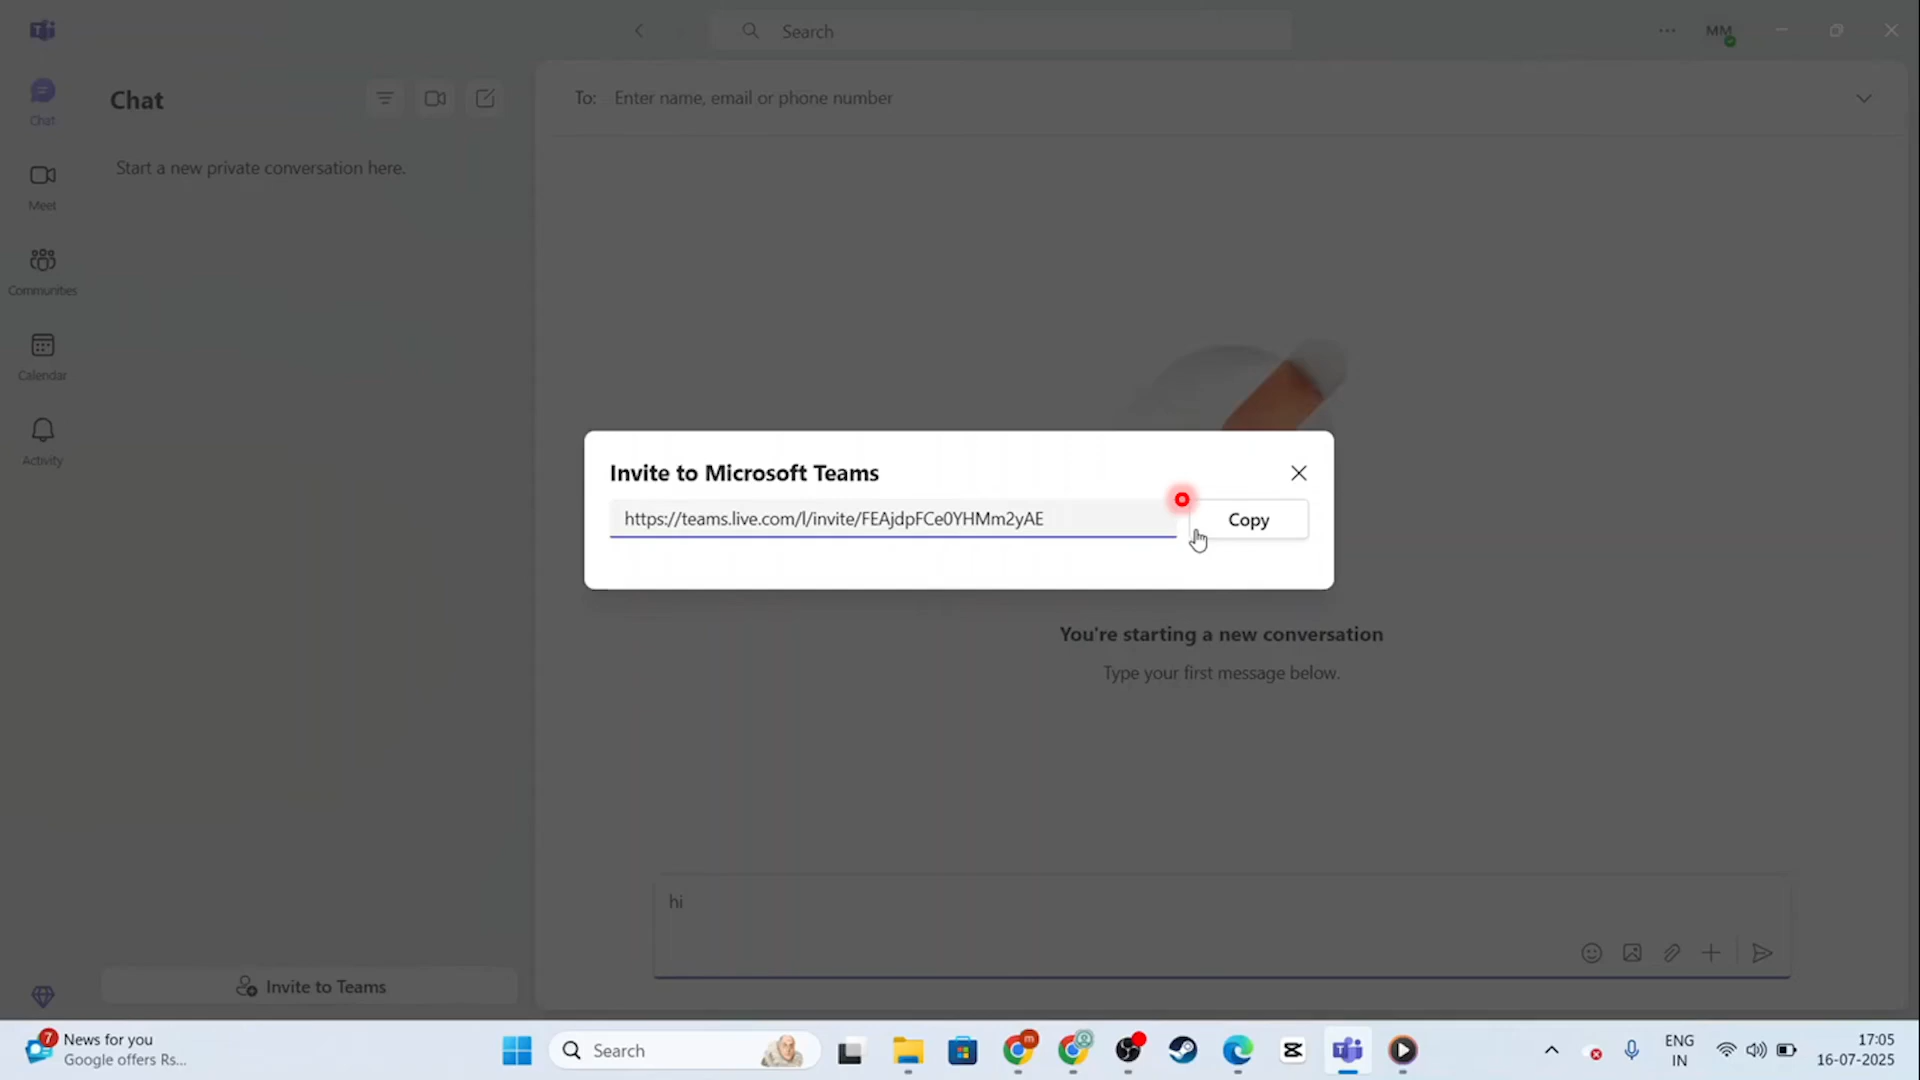 Search
MM
Chat
Chat
To: Enter name, email or phone number
Start a new private conversation here.
Meet
Communities
Calendar
Activity
Invite to Microsoft Teams
https://teams.live.com/l/invite/FEAjdpFCe0YHMm2yAE
Copy
You're starting a new conversation
Type your first message below.
hi
Invite to Teams
7
News for you
Google offers Rs...
Search
m
ENG
IN
17:05
16-07-2025